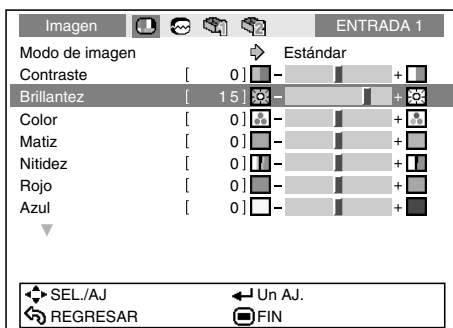 Imagen ENTRADA 1
Modo de imagen Estándar
Contraste [ 0] - +
Brillantez [ 15] - +
Color [ 0] - +
Matiz [ 0] - +
Nitidez [ 0] - +
Rojo [ 0] - +
Azul [ 0] - +
SEL./AJ Un AJ.
REGRESAR FIN